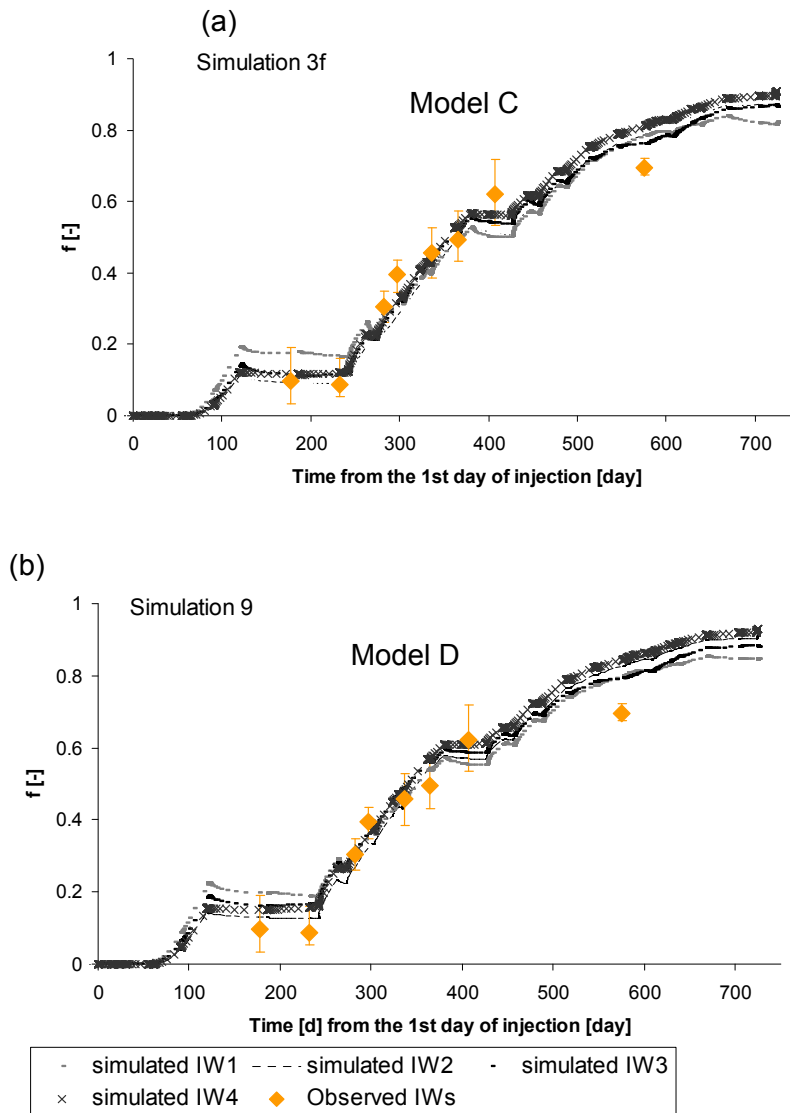 (a)
Simulation 3f
Model C
1
0.8
0.6
0.4
0.2
0
f [-]
0 100 200 300 400 500 600 700
Time from the 1st day of injection [day]
(b)
Simulation 9
Model D
1
0.8
0.6
0.4
0.2
0
f [-]
0 100 200 300 400 500 600 700
Time [d] from the 1st day of injection [day]
simulated IW1 simulated IW2 simulated IW3
simulated IW4 Observed IWs